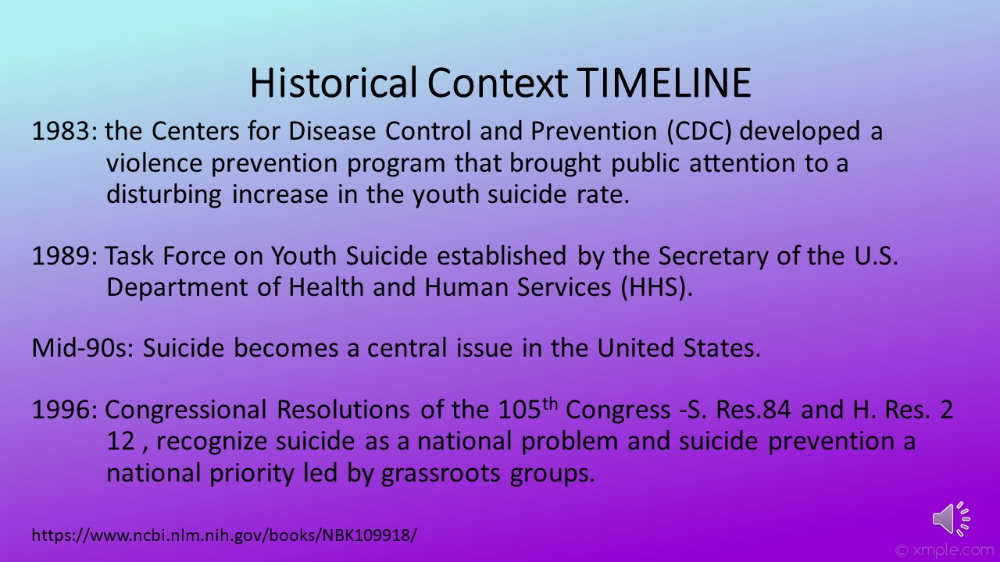 Historical Context TIMELINE
1983: the Centers for Disease Control and Prevention (CDC) developed a
violence prevention program that brought public attention to a
disturbing increase in the youth suicide rate.
1989: Task Force on Youth Suicide established by the Secretary of the U.S.
Department of Health and Human Services (HHS).
Mid-90s: Suicide becomes a central issue in the United States.
1996: Congressional Resolutions of the 105th Congress -S. Res.84 and H. Res. 2
12 , recognize suicide as a national problem and suicide prevention a
national priority led by grassroots groups.
https://www.ncbi.nlm.nih.gov/books/NBK109918/
© xmple.com